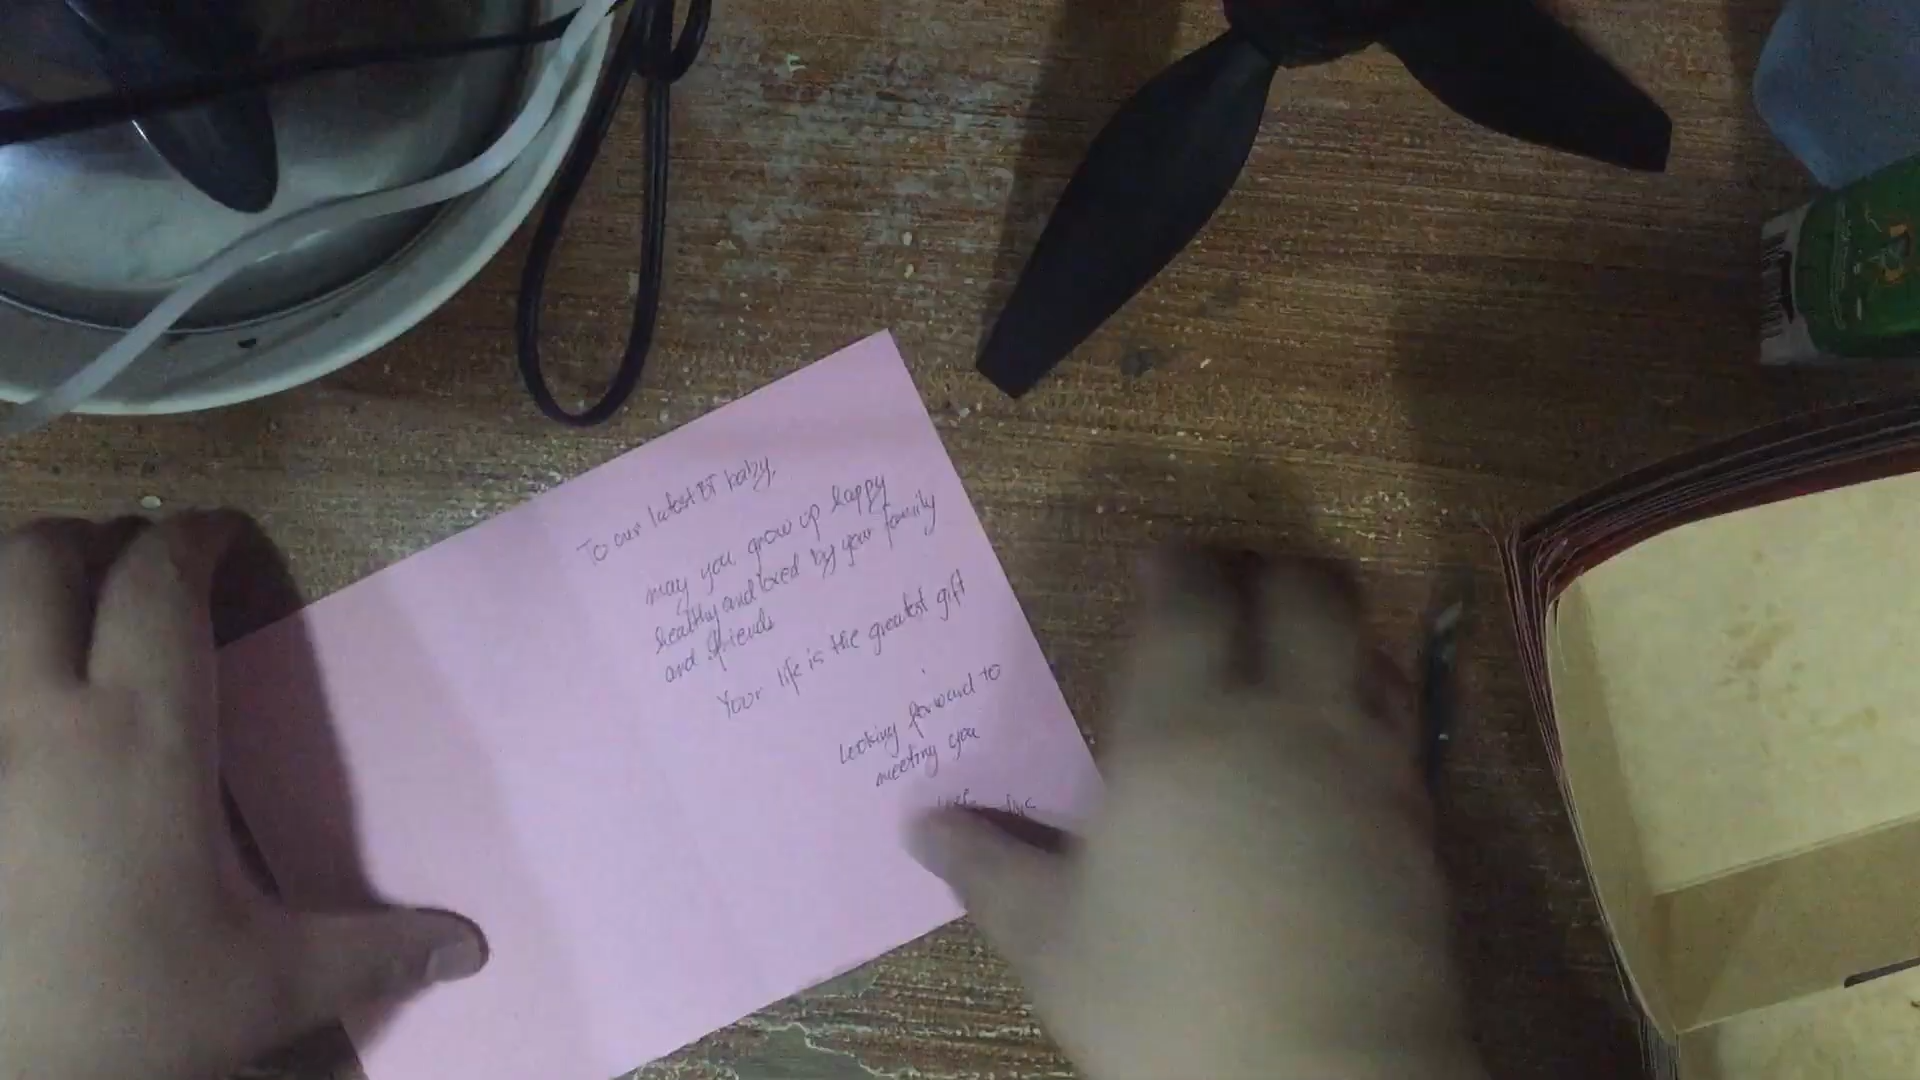 To our latest BT baby,
may you grow up happy
healthy and loved by your family
and friends
Your life is the greatest gift
Looking forward to
meeting you